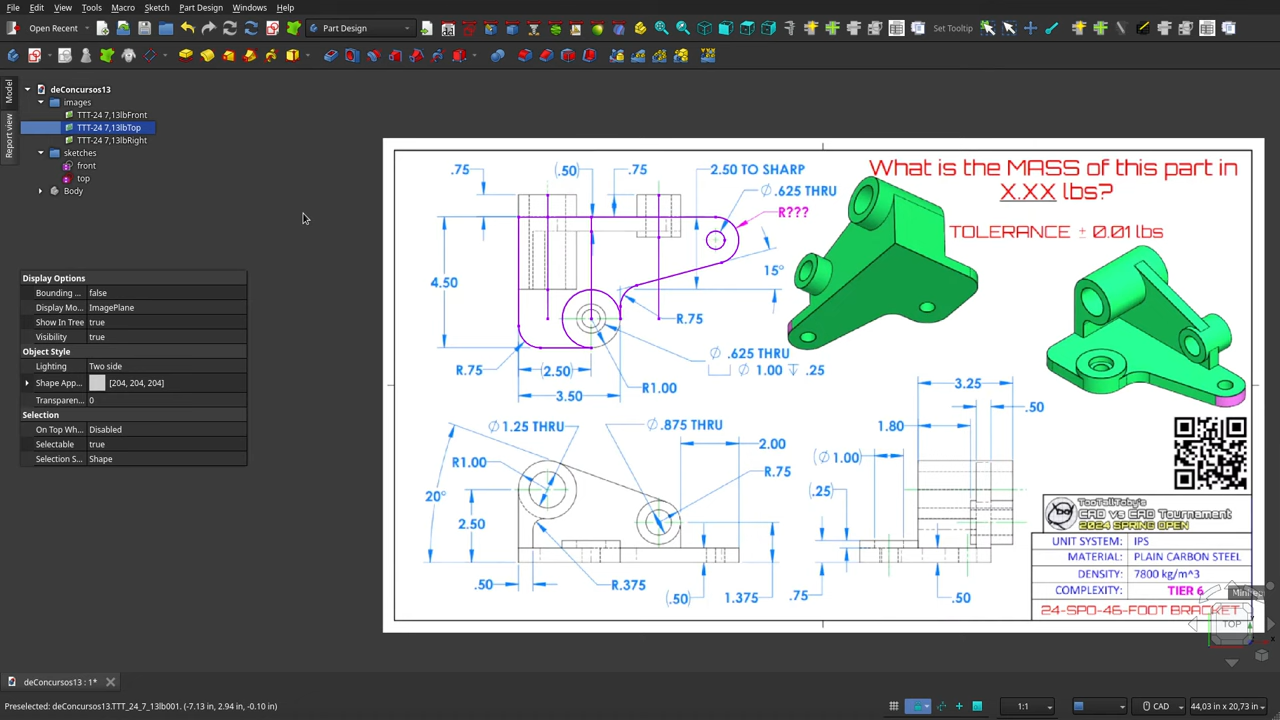 File Edit View Tools Macro Sketch Part Design Windows Help
Open Recent Part Design Set Tooltip
Model
Report view
deConcursos13
images
TTT-24 7,13lbFront
TTT-24 7,13lbTop
TTT-24 7,13lbRight
sketches
front
top
Body
Display Options
Bounding ... false
Display Mo... ImagePlane
Show In Tree true
Visibility true
Object Style
Lighting Two side
Shape App... [204, 204, 204]
Transparen... 0
Selection
On Top Wh... Disabled
Selectable true
Selection S... Shape
.75 (.50) .75 2.50 TO SHARP
Ø .625 THRU
R???
What is the MASS of this part in
X.XX lbs?
TOLERANCE ± 0.01 lbs
4.50
15°
R.75
R.75
(2.50)
Ø .625 THRU
Ø 1.00 ↧ .25
R1.00
3.50
Ø 1.25 THRU
Ø .875 THRU
2.00
R1.00
R.75
20°
2.50
.50
R.375
(.50)
1.375
3.25
.50
1.80
(Ø 1.00)
(.25)
.75
.50
TooTallToby's
CAD vs CAD Tournament
2024 SPRING OPEN
UNIT SYSTEM: IPS
MATERIAL: PLAIN CARBON STEEL
DENSITY: 7800 kg/m^3
COMPLEXITY: TIER 6
24-SPO-46-FOOT BRACKET
TOP
deConcursos13 : 1*
Preselected: deConcursos13.TTT_24_7_13lb001. (-7.13 in, 2.94 in, -0.10 in)
1:1
CAD
44,03 in x 20,73 in